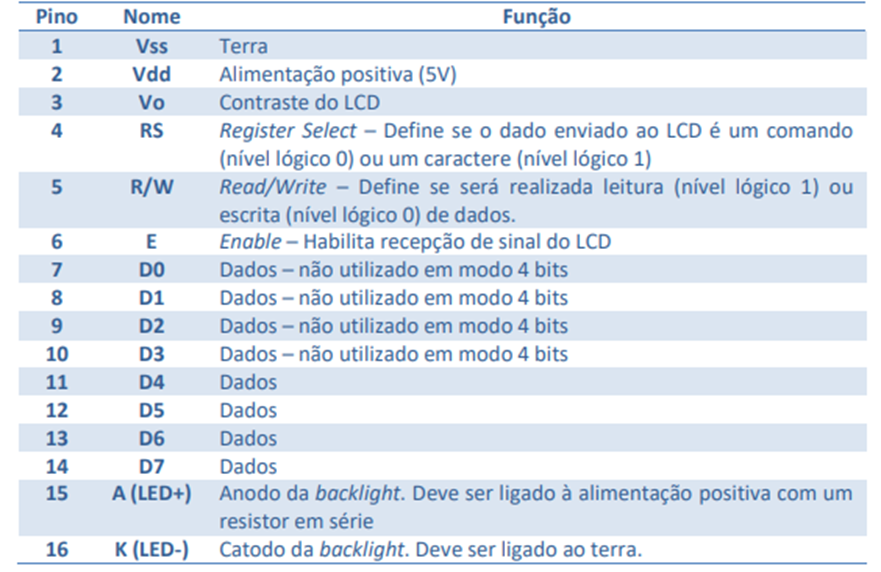 Pino Nome Função
1 Vss Terra
2 Vdd Alimentação positiva (5V)
3 Vo Contraste do LCD
4 RS Register Select – Define se o dado enviado ao LCD é um comando
(nível lógico 0) ou um caractere (nível lógico 1)
5 R/W Read/Write – Define se será realizada leitura (nível lógico 1) ou
escrita (nível lógico 0) de dados.
6 E Enable – Habilita recepção de sinal do LCD
7 D0 Dados – não utilizado em modo 4 bits
8 D1 Dados – não utilizado em modo 4 bits
9 D2 Dados – não utilizado em modo 4 bits
10 D3 Dados – não utilizado em modo 4 bits
11 D4 Dados
12 D5 Dados
13 D6 Dados
14 D7 Dados
15 A (LED+) Anodo da backlight. Deve ser ligado à alimentação positiva com um
resistor em série
16 K (LED-) Catodo da backlight. Deve ser ligado ao terra.